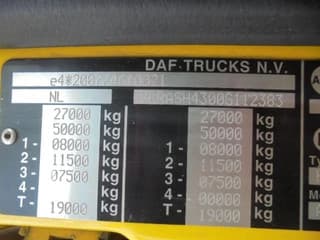 DAF TRUCKS N.V.
NL
27000 kg 27000 kg
50000 kg 50000 kg
1 - 08000 kg 1 - 08000 kg
2 - 11500 kg 2 - 11500 kg
3 - 07500 kg 3 - 07500 kg
4 - kg 4 - 00000 kg
T - 19000 kg T - 19000 kg